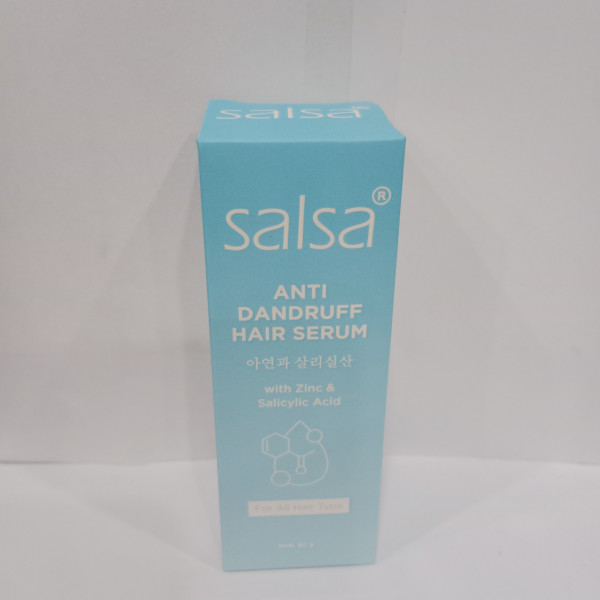 salsa
salsa®
ANTI
DANDRUFF
HAIR SERUM
아연과 살리실산
with Zinc &
Salicylic Acid
For All Hair Type